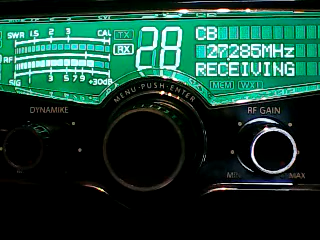 SWR 1.5 2 3 CAL
TX
28
CB
RX
27.285MHz
RF
RECEIVING
SIG 1 3 5 7 9 +30dB
MEM WX
MENU·PUSH·ENTER
DYNAMIKE
RF GAIN
MIN
MAX